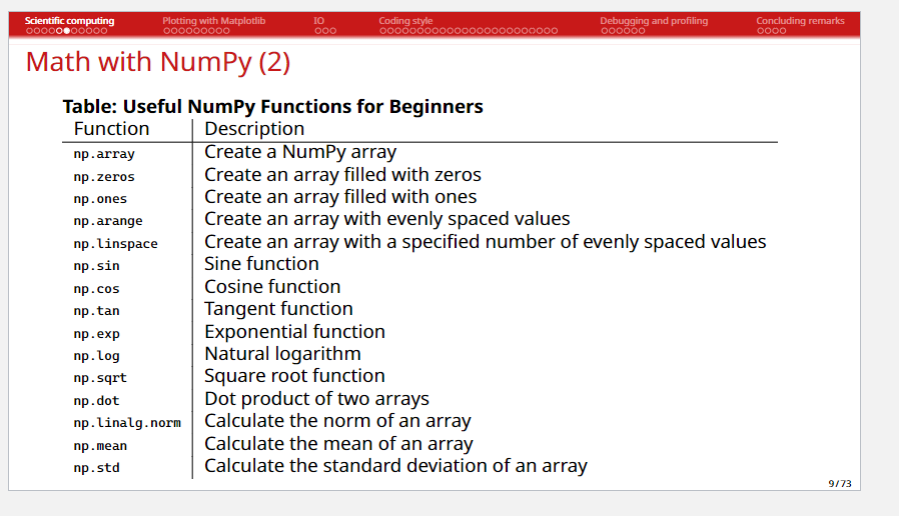 Scientific computing Plotting with Matplotlib IO Coding style Debugging and profiling Concluding remarks
Math with NumPy (2)
Table: Useful NumPy Functions for Beginners
Function Description
np.array Create a NumPy array
np.zeros Create an array filled with zeros
np.ones Create an array filled with ones
np.arange Create an array with evenly spaced values
np.linspace Create an array with a specified number of evenly spaced values
np.sin Sine function
np.cos Cosine function
np.tan Tangent function
np.exp Exponential function
np.log Natural logarithm
np.sqrt Square root function
np.dot Dot product of two arrays
np.linalg.norm Calculate the norm of an array
np.mean Calculate the mean of an array
np.std Calculate the standard deviation of an array
9 / 73